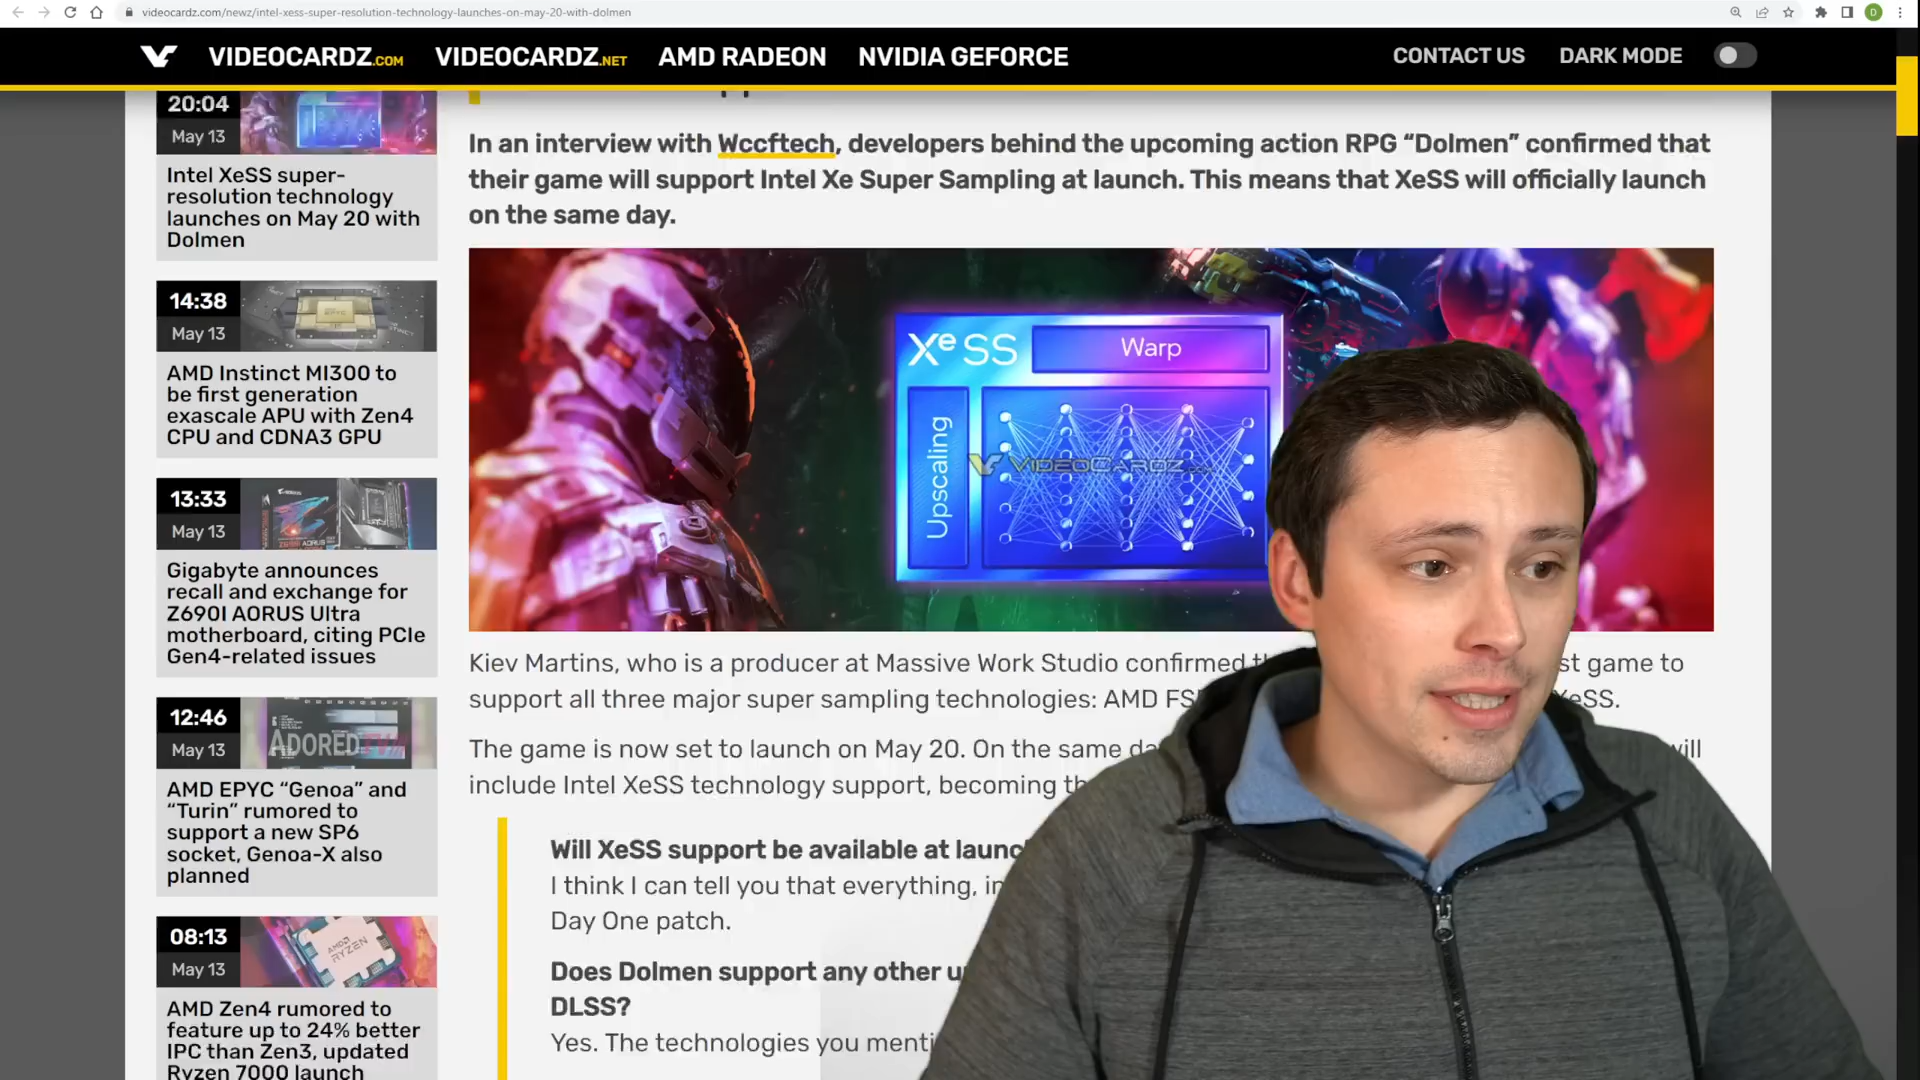 videocardz.com/newz/intel-xess-super-resolution-technology-launches-on-may-20-with-dolmen
D
VIDEOCARDZ.COM VIDEOCARDZ.NET AMD RADEON NVIDIA GEFORCE CONTACT US DARK MODE
20:04
May 13
Intel XeSS super-
resolution technology
launches on May 20 with
Dolmen
14:38
May 13
EPYC
AMD Instinct MI300 to
be first generation
exascale APU with Zen4
CPU and CDNA3 GPU
13:33
May 13
Gigabyte announces
recall and exchange for
Z690I AORUS Ultra
motherboard, citing PCIe
Gen4-related issues
12:46
May 13
ADOREDTV
AMD EPYC “Genoa” and
“Turin” rumored to
support a new SP6
socket, Genoa-X also
planned
08:13
May 13
AMD
RYZEN
AMD Zen4 rumored to
feature up to 24% better
IPC than Zen3, updated
Ryzen 7000 launch
In an interview with Wccftech, developers behind the upcoming action RPG “Dolmen” confirmed that
their game will support Intel Xe Super Sampling at launch. This means that XeSS will officially launch
on the same day.
Xe SS
Warp
Upscaling
VIDEOCARDZ.com
Kiev Martins, who is a producer at Massive Work Studio confirmed game to
support all three major super sampling technologies: AMD XeSS.
The game is now set to launch on May 20. On the same will
include Intel XeSS technology support, becoming
Will XeSS support be available at
I think I can tell you that everything,
Day One patch.
Does Dolmen support any other
DLSS?
Yes. The technologies you